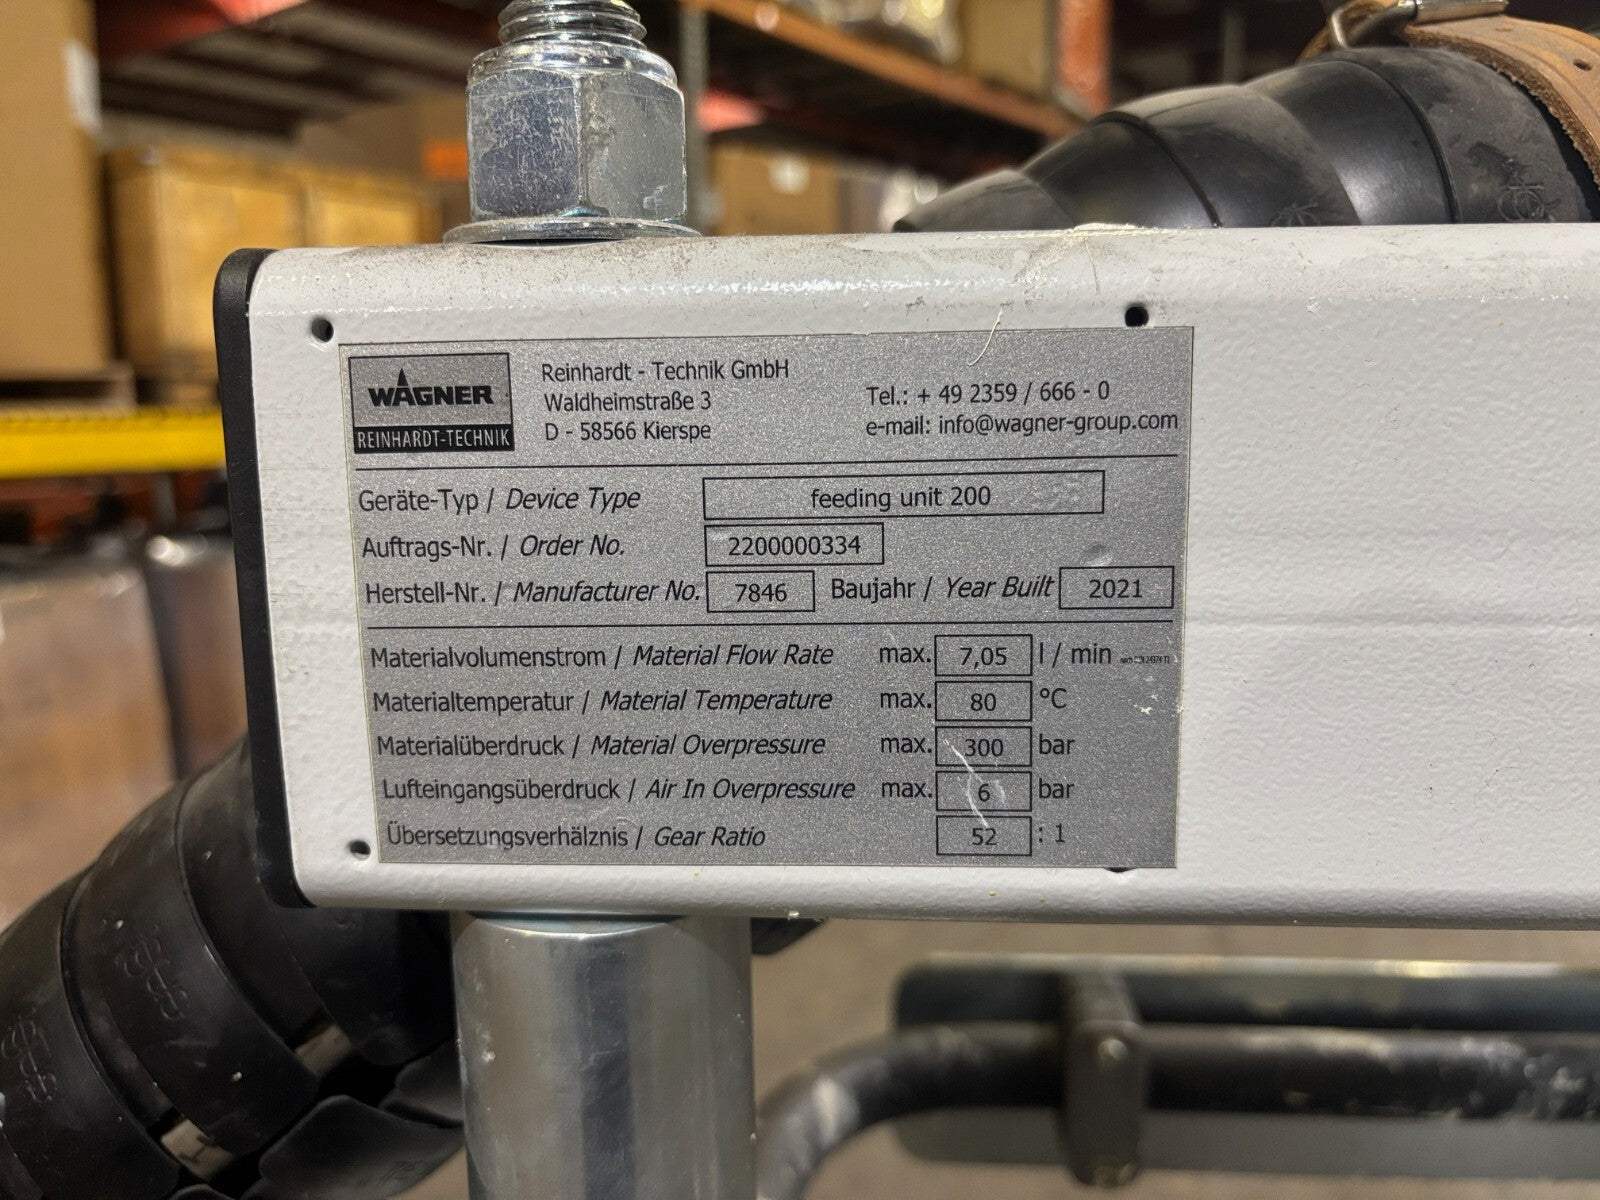 WAGNER
REINHARDT-TECHNIK
Reinhardt - Technik GmbH
Waldheimstraße 3
D - 58566 Kierspe
Tel.: + 49 2359 / 666 - 0
e-mail: info@wagner-group.com
Geräte-Typ / Device Type feeding unit 200
Auftrags-Nr. / Order No. 2200000334
Herstell-Nr. / Manufacturer No. 7846 Baujahr / Year Built 2021
Materialvolumenstrom / Material Flow Rate max. 7,05 l / min
Materialtemperatur / Material Temperature max. 80 °C
Materialüberdruck / Material Overpressure max. 300 bar
Lufteingangsüberdruck / Air In Overpressure max. 6 bar
Übersetzungsverhälznis / Gear Ratio 52 : 1